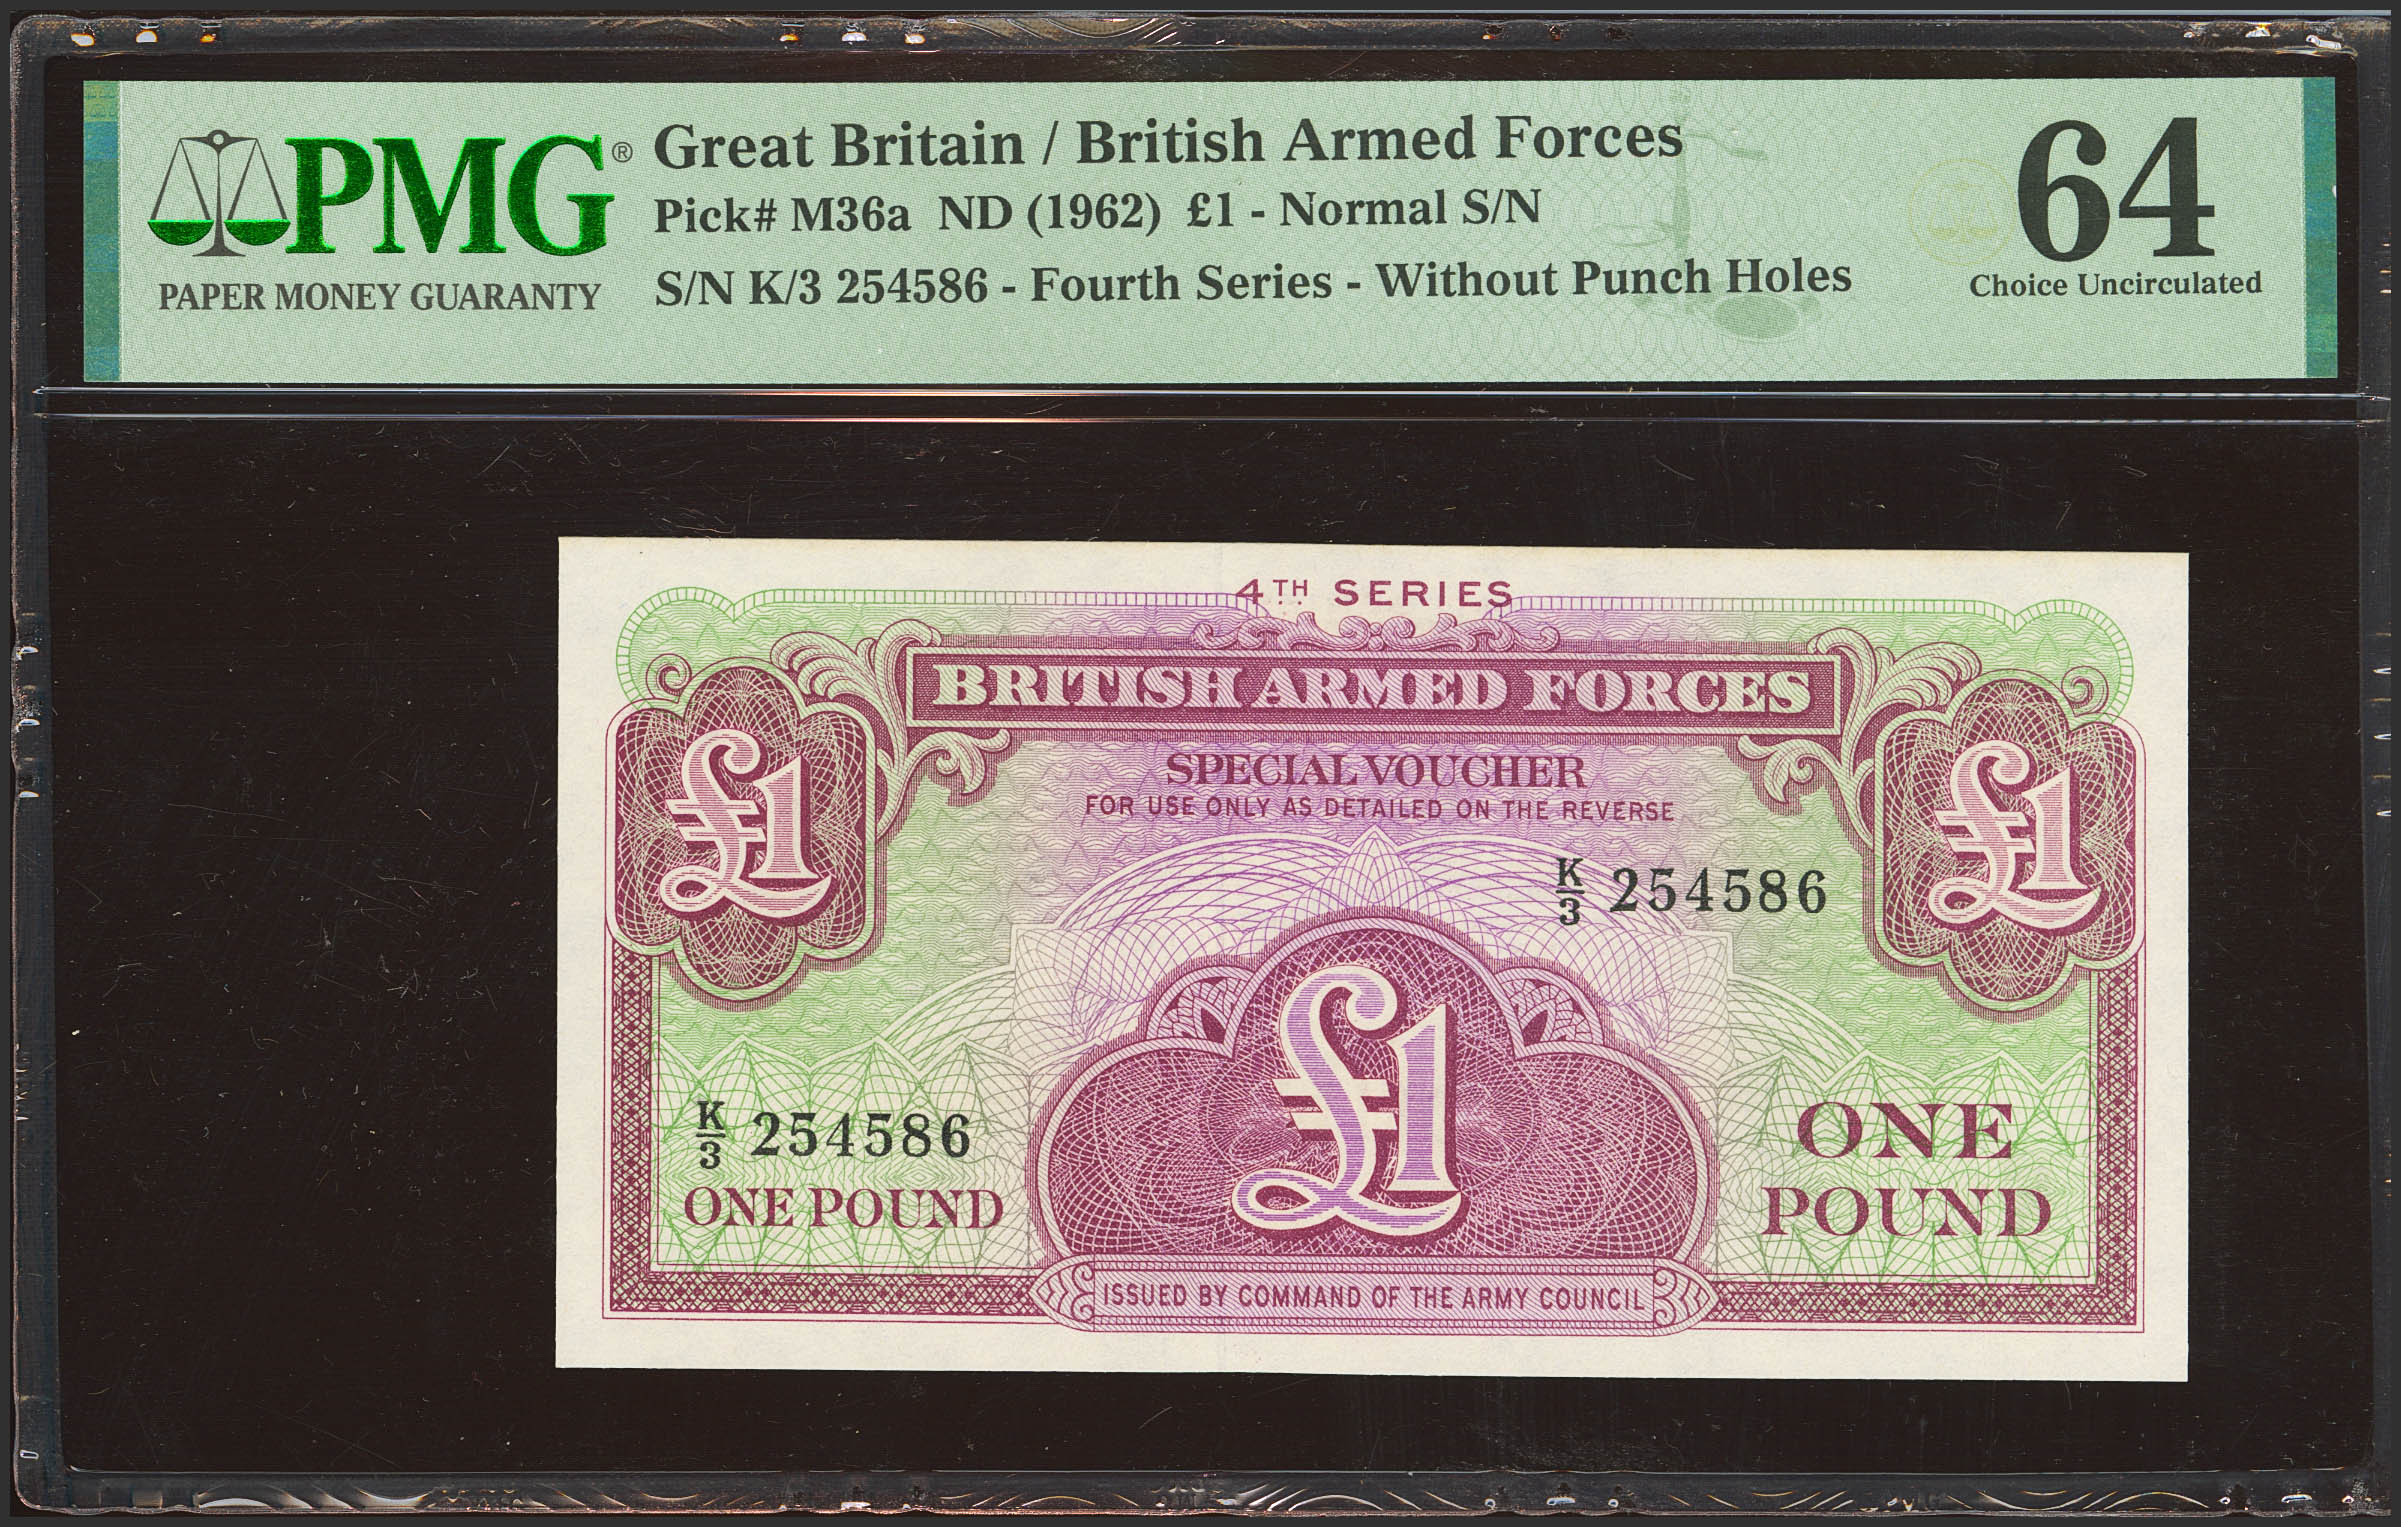 PMG®
PAPER MONEY GUARANTY
Great Britain / British Armed Forces
Pick# M36a ND (1962) £1 - Normal S/N
S/N K/3 254586 - Fourth Series - Without Punch Holes
64
Choice Uncirculated
4TH SERIES
BRITISH ARMED FORCES
£1
£1
SPECIAL VOUCHER
FOR USE ONLY AS DETAILED ON THE REVERSE
K/3 254586
£1
K/3 254586
ONE POUND
ONE
POUND
ISSUED BY COMMAND OF THE ARMY COUNCIL